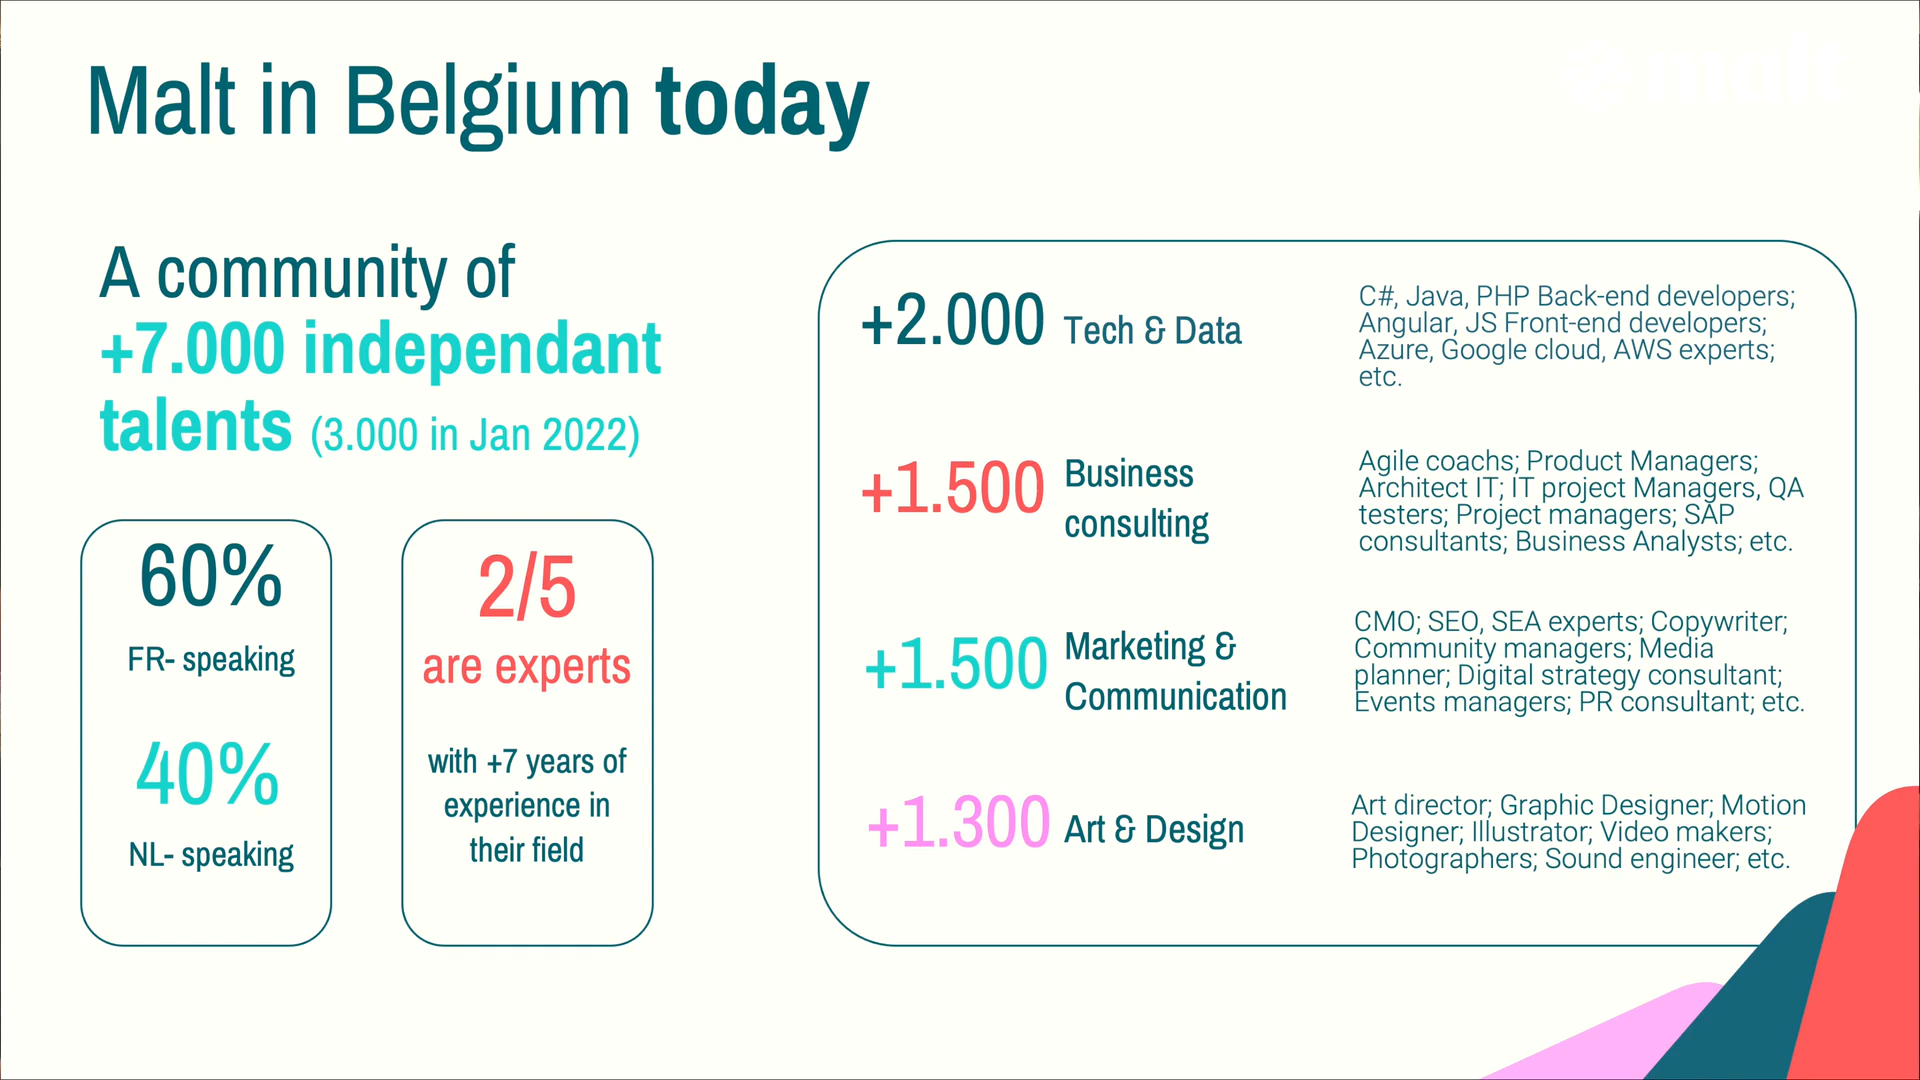 Malt in Belgium today
malt
A community of
+7.000 independant
talents (3.000 in Jan 2022)
60%
FR- speaking
40%
NL- speaking
2/5
are experts
with +7 years of
experience in
their field
+2.000 Tech & Data
C#, Java, PHP Back-end developers;
Angular, JS Front-end developers;
Azure, Google cloud, AWS experts;
etc.
+1.500 Business
consulting
Agile coachs; Product Managers;
Architect IT; IT project Managers, QA
testers; Project managers; SAP
consultants; Business Analysts; etc.
+1.500 Marketing &
Communication
CMO; SEO, SEA experts; Copywriter;
Community managers; Media
planner; Digital strategy consultant;
Events managers; PR consultant; etc.
+1.300 Art & Design
Art director; Graphic Designer; Motion
Designer; Illustrator; Video makers;
Photographers; Sound engineer; etc.